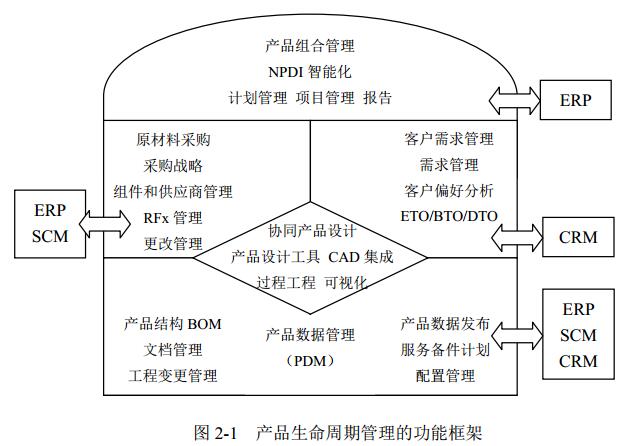 产品组合管理
NPDI 智能化
计划管理 项目管理 报告
ERP
原材料采购
采购战略
组件和供应商管理
RFx 管理
更改管理
客户需求管理
需求管理
客户偏好分析
ETO/BTO/DTO
ERP
SCM
CRM
协同产品设计
产品设计工具 CAD 集成
过程工程 可视化
产品结构 BOM
文档管理
工程变更管理
产品数据管理
（PDM）
产品数据发布
服务备件计划
配置管理
ERP
SCM
CRM
图 2-1 产品生命周期管理的功能框架